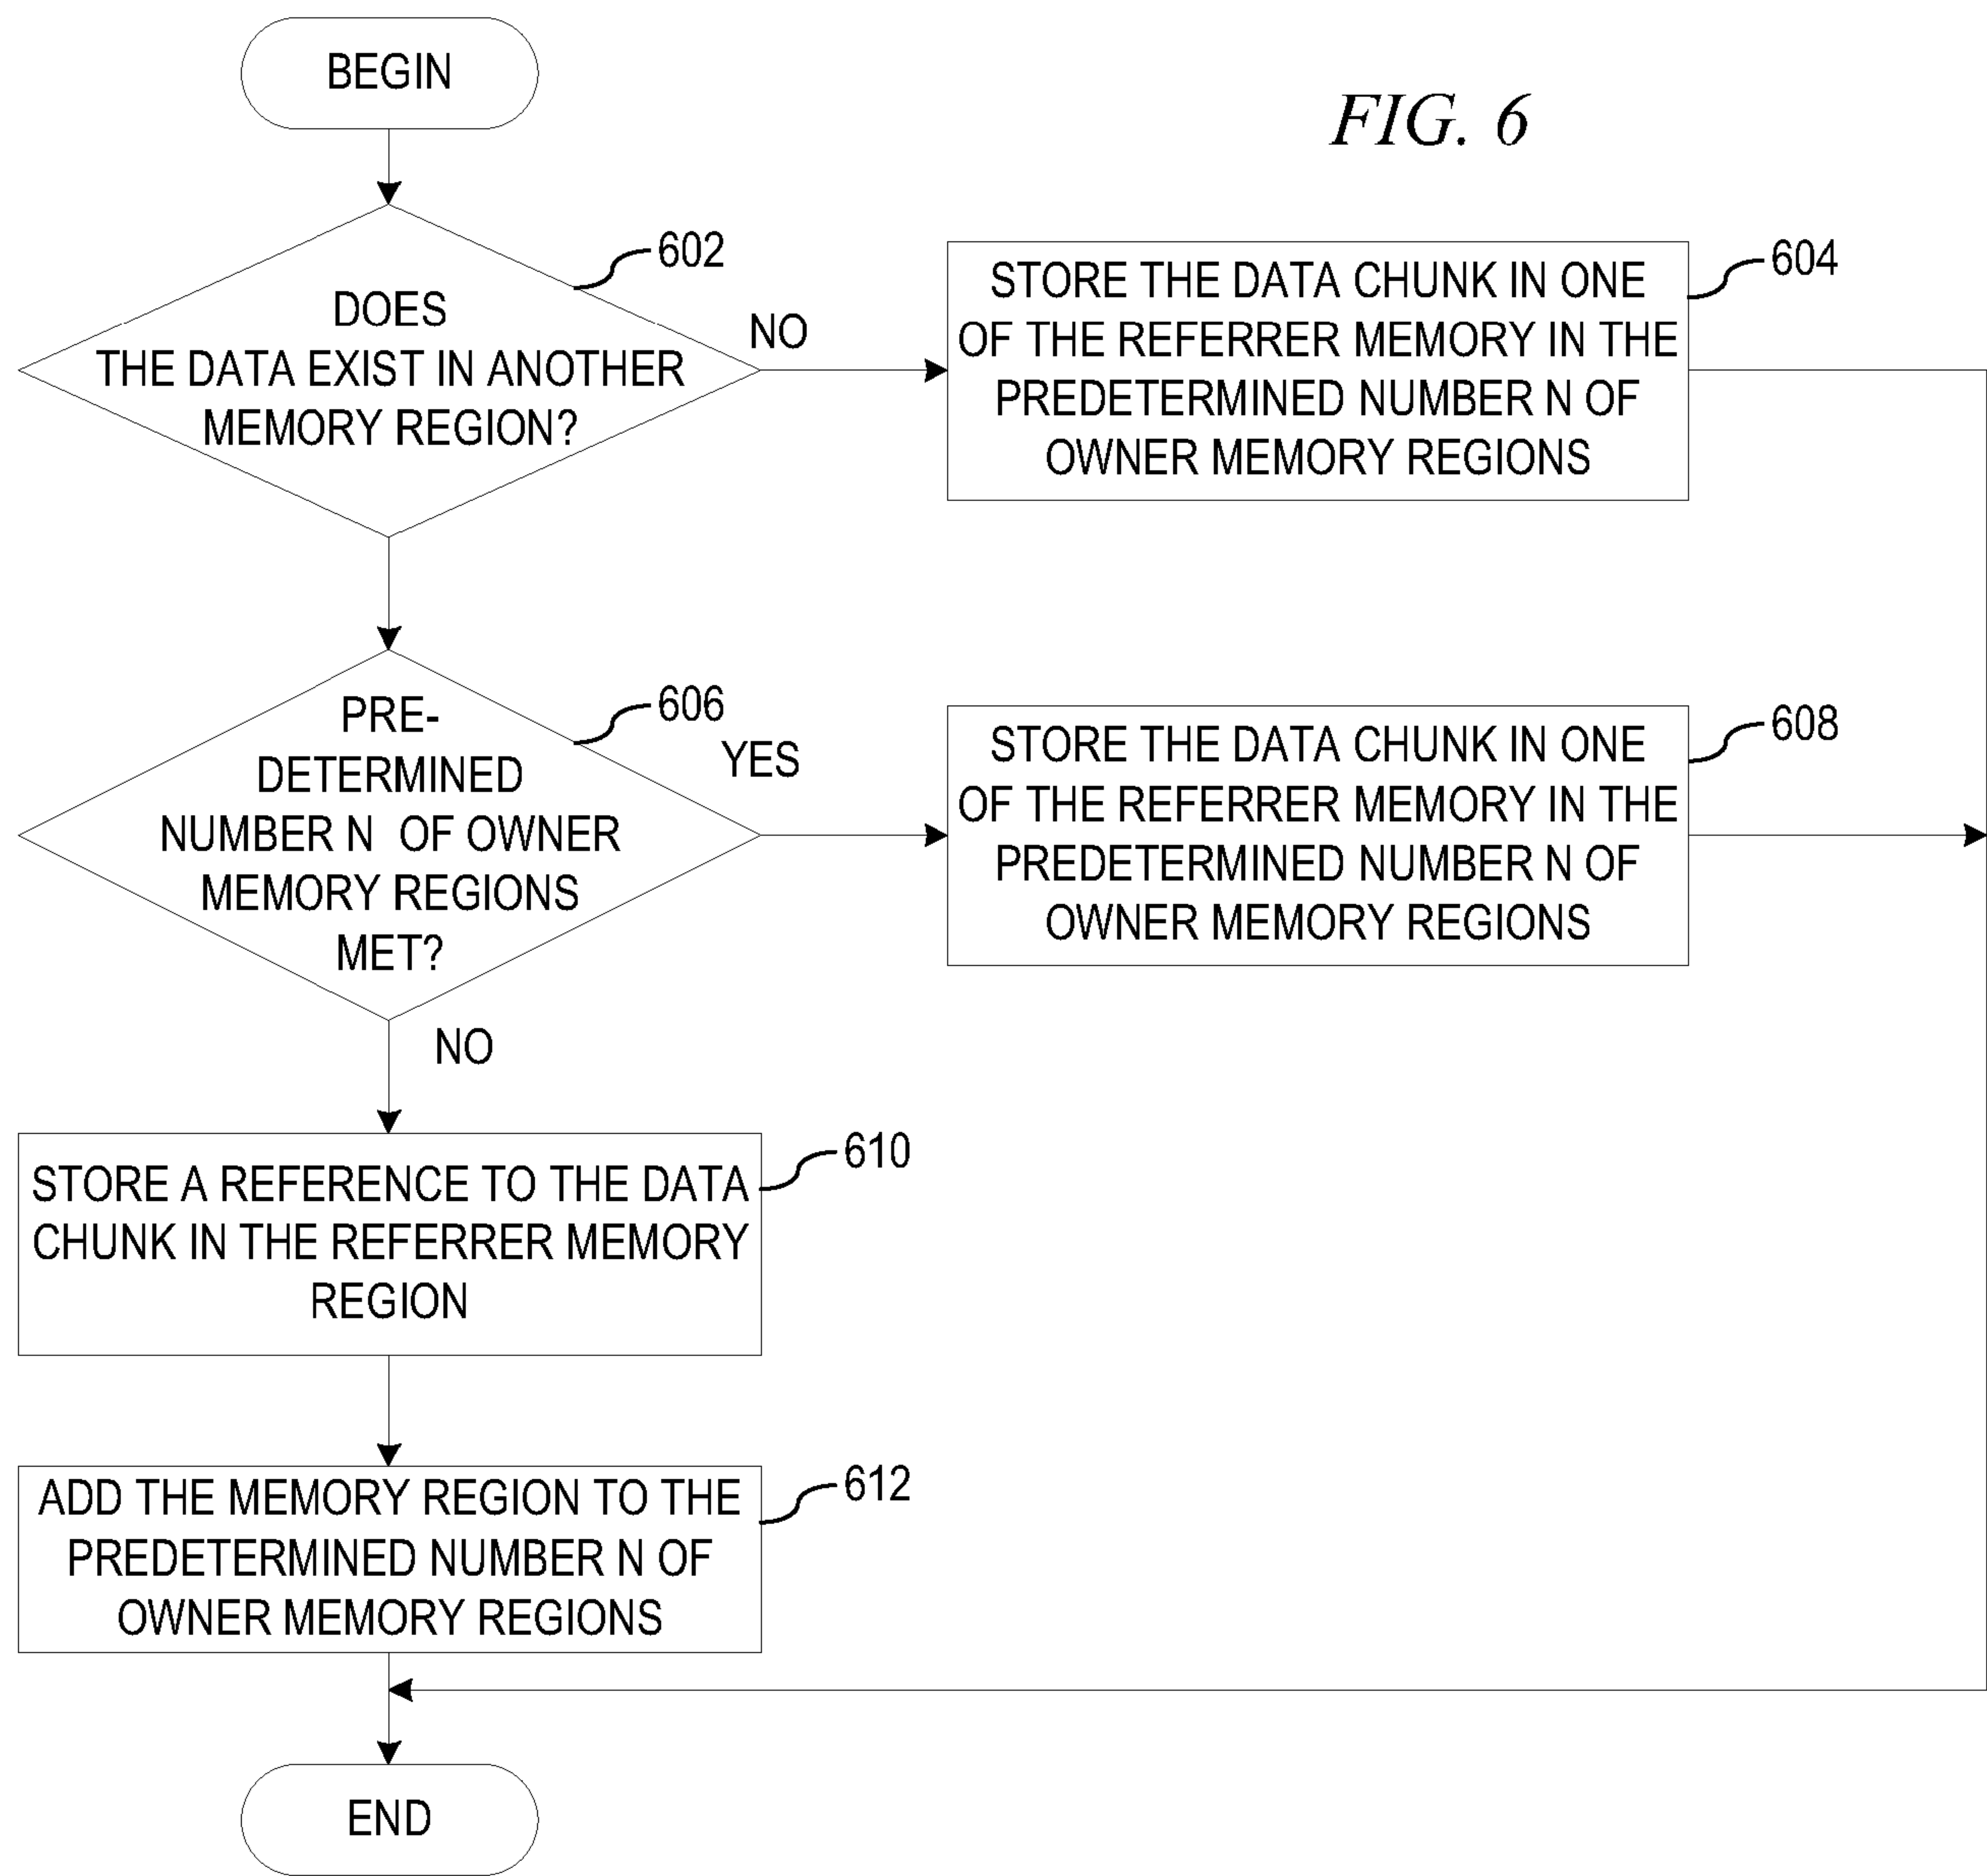 BEGIN
FIG. 6
602
DOES
THE DATA EXIST IN ANOTHER
MEMORY REGION?
NO
604
STORE THE DATA CHUNK IN ONE
OF THE REFERRER MEMORY IN THE
PREDETERMINED NUMBER N OF
OWNER MEMORY REGIONS
606
PRE-
DETERMINED
NUMBER N OF OWNER
MEMORY REGIONS
MET?
YES
608
STORE THE DATA CHUNK IN ONE
OF THE REFERRER MEMORY IN THE
PREDETERMINED NUMBER N OF
OWNER MEMORY REGIONS
NO
610
STORE A REFERENCE TO THE DATA
CHUNK IN THE REFERRER MEMORY
REGION
612
ADD THE MEMORY REGION TO THE
PREDETERMINED NUMBER N OF
OWNER MEMORY REGIONS
END